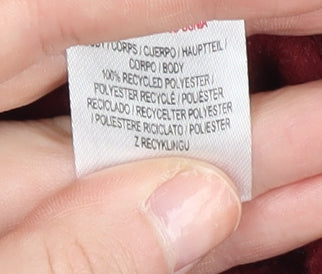 BODY / CORPS / CUERPO / HAUPTTEIL /
CORPO / BODY
100% RECYCLED POLYESTER /
POLYESTER RECYCLÉ / POLIÉSTER
RECICLADO / RECYCELTER POLYESTER
/ POLIESTERE RICICLATO / POLIESTER
Z RECYKLINGU